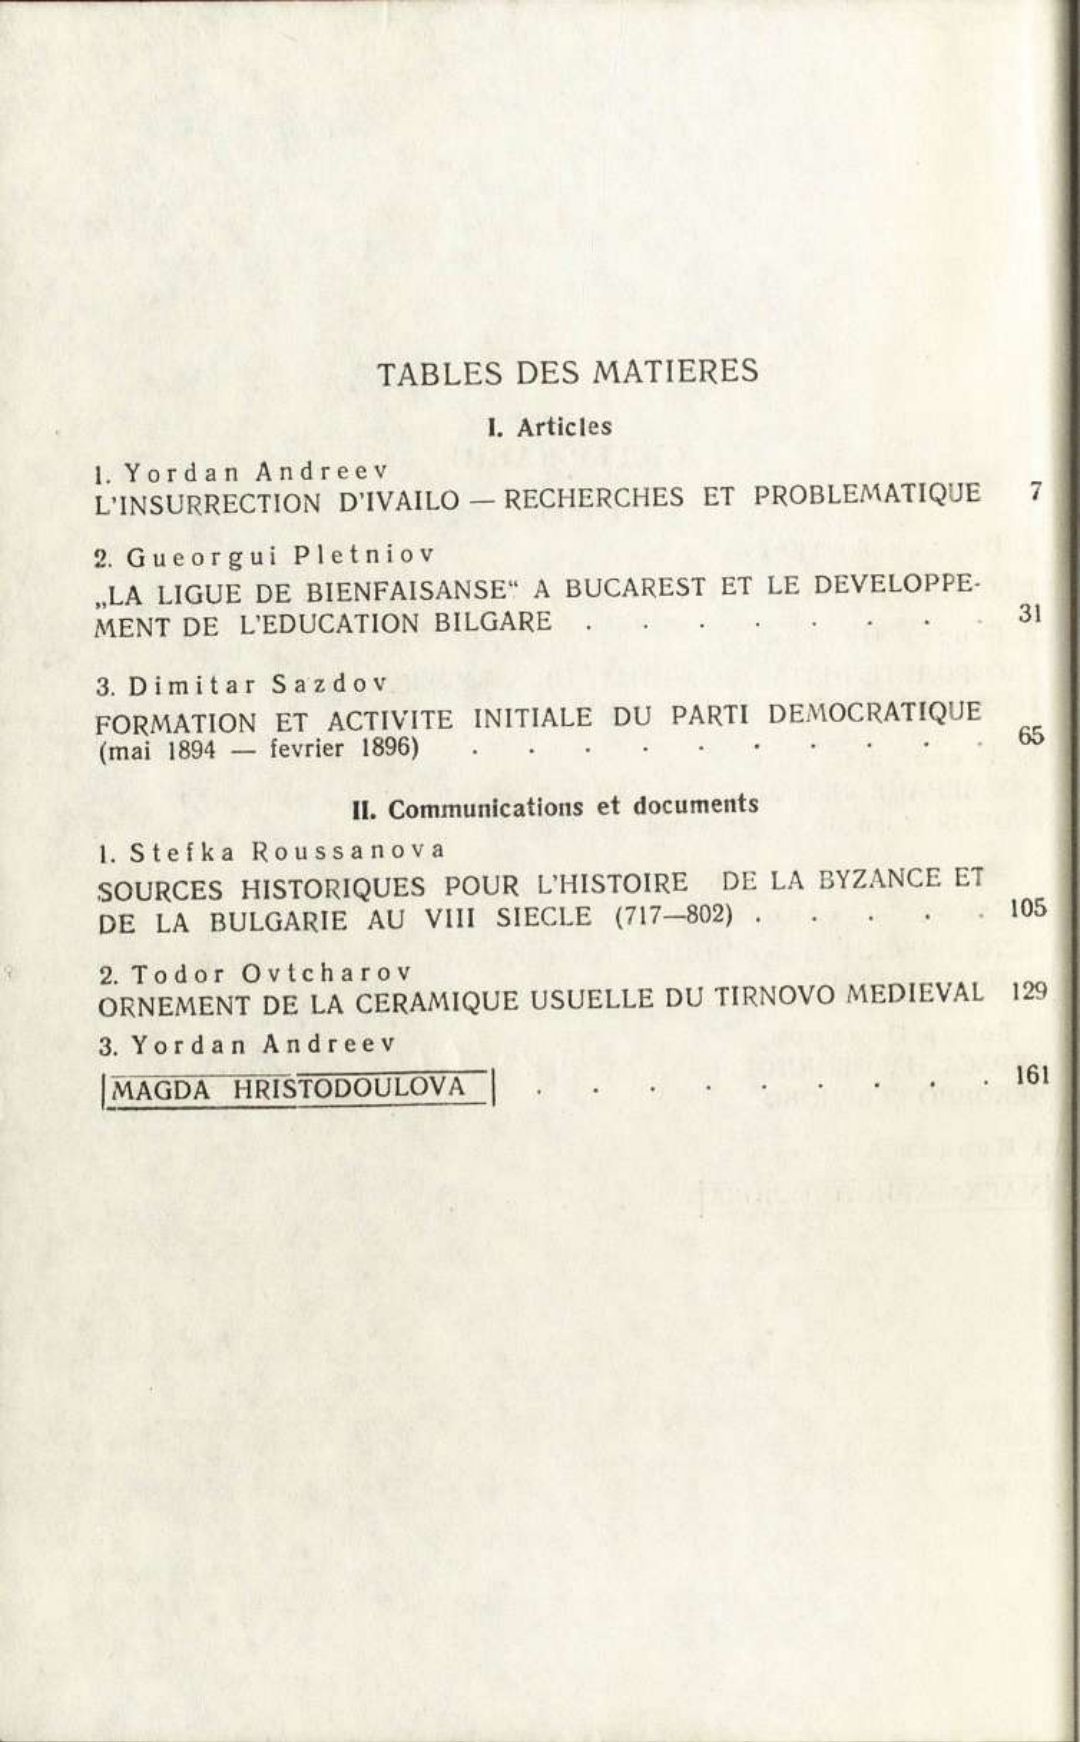 TABLES DES MATIERES
I. Articles
1. Yordan Andreev
L'INSURRECTION D'IVAILO — RECHERCHES ET PROBLEMATIQUE 7
2. Gueorgui Pletniov
„LA LIGUE DE BIENFAISANSE“ A BUCAREST ET LE DEVELOPPE-
MENT DE L'EDUCATION BILGARE . . . . . . . . 31
3. Dimitar Sazdov
FORMATION ET ACTIVITE INITIALE DU PARTI DEMOCRATIQUE
(mai 1894 — fevrier 1896) . . . . . . . . . . 65
II. Communications et documents
1. Stefka Roussanova
SOURCES HISTORIQUES POUR L'HISTOIRE DE LA BYZANCE ET
DE LA BULGARIE AU VIII SIECLE (717—802) . . . . . 105
2. Todor Ovtcharov
ORNEMENT DE LA CERAMIQUE USUELLE DU TIRNOVO MEDIEVAL 129
3. Yordan Andreev
MAGDA HRISTODOULOVA . . . . . . . . . 161